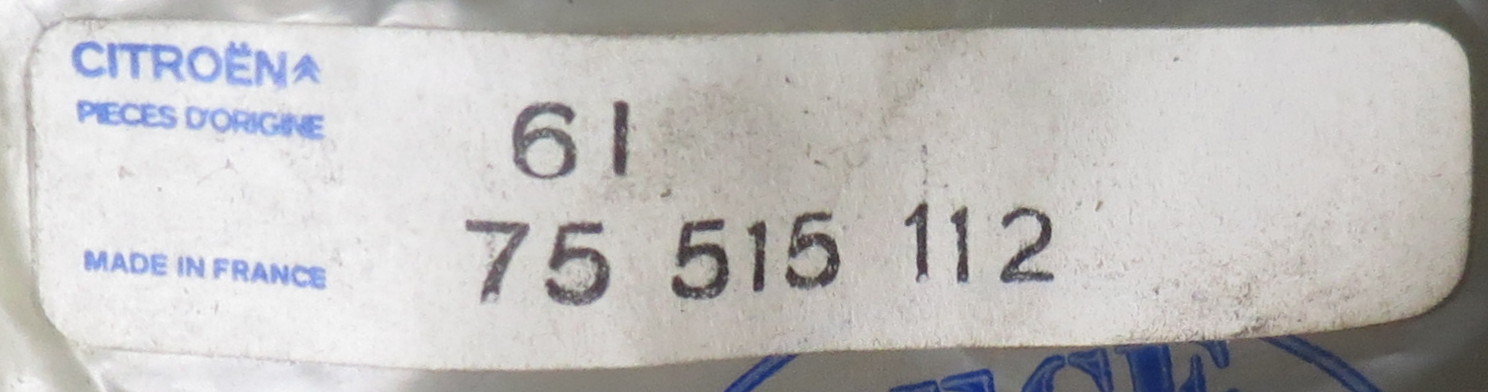 CITROËN
PIECES D'ORIGINE
61
75 515 112
MADE IN FRANCE